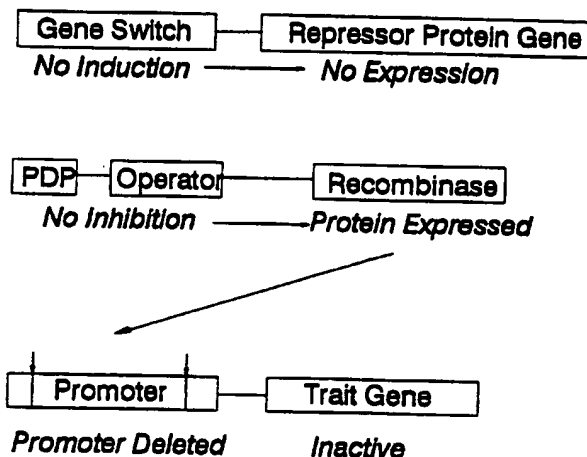 Gene Switch Repressor Protein Gene
No Induction No Expression
PDP Operator Recombinase
No Inhibition Protein Expressed
Promoter Trait Gene
Promoter Deleted Inactive